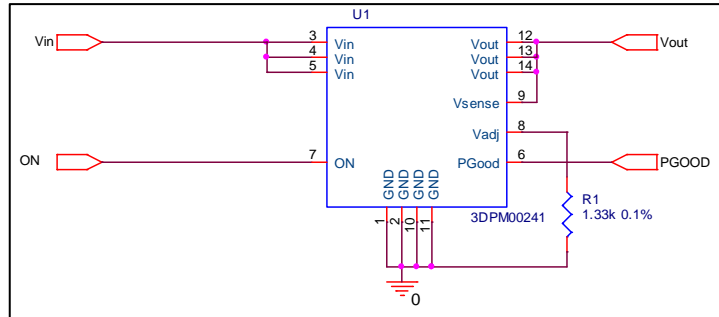 U1
Vin
3
4
5
Vin
Vin
Vin
Vout
Vout
Vout
12
13
14
Vout
Vsense
9
Vadj
8
ON
7
ON
PGood
6
PGOOD
GND
GND
GND
GND
1
2
10
11
3DPM00241
R1
1.33k 0.1%
0